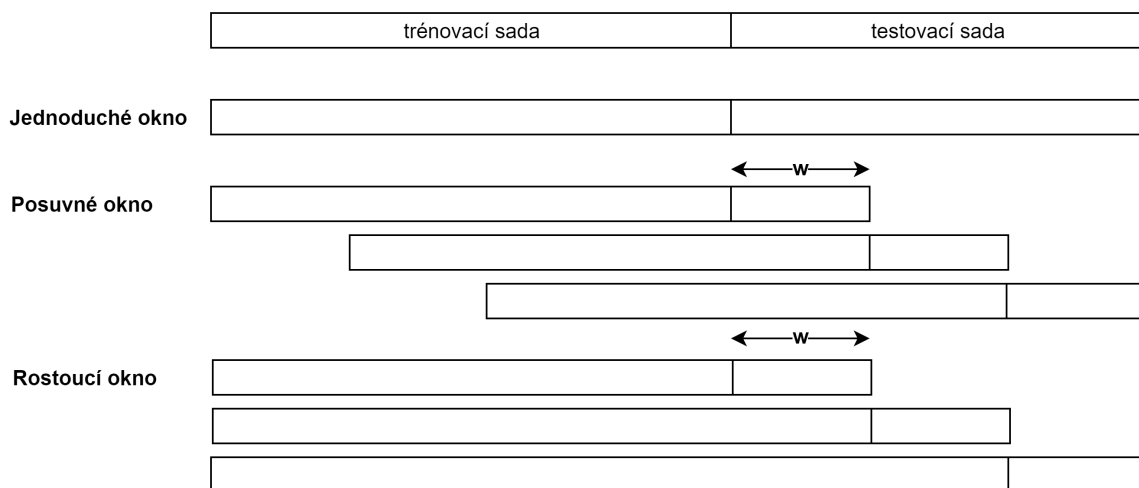 trénovací sada testovací sada
Jednoduché okno
w
Posuvné okno
w
Rostoucí okno